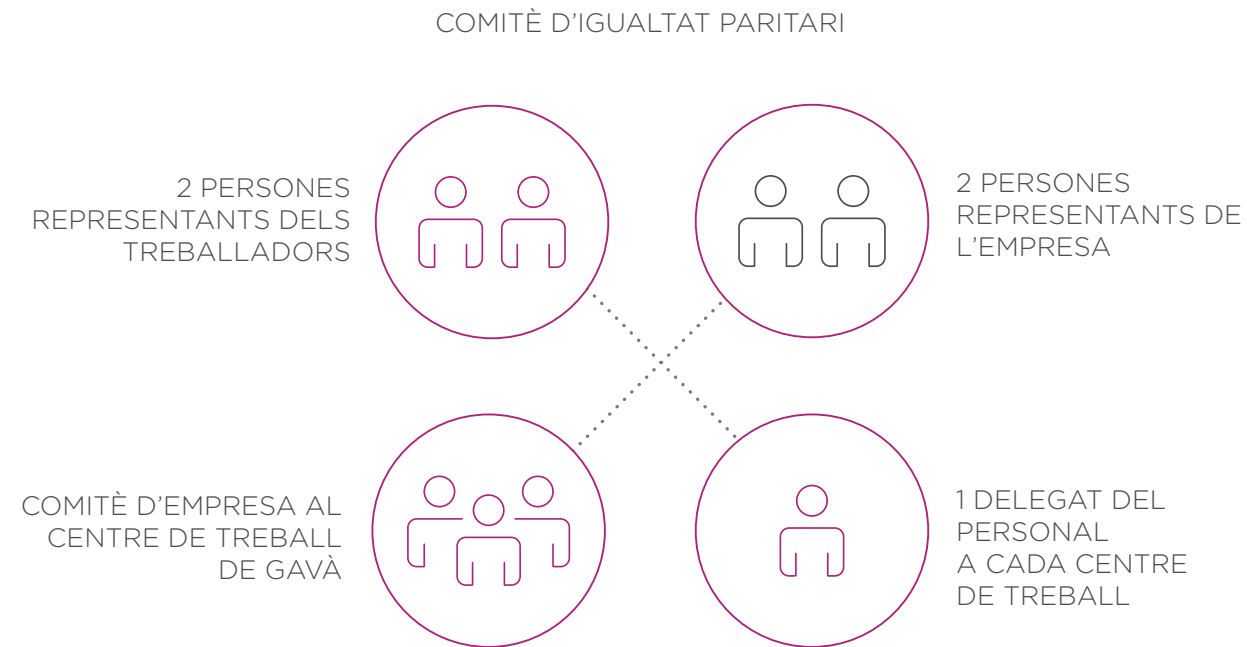 COMITÈ D'IGUALTAT PARITARI
2 PERSONES
REPRESENTANTS DELS
TREBALLADORS
2 PERSONES
REPRESENTANTS DE
L'EMPRESA
COMITÈ D'EMPRESA AL
CENTRE DE TREBALL
DE GAVÀ
1 DELEGAT DEL
PERSONAL
A CADA CENTRE
DE TREBALL